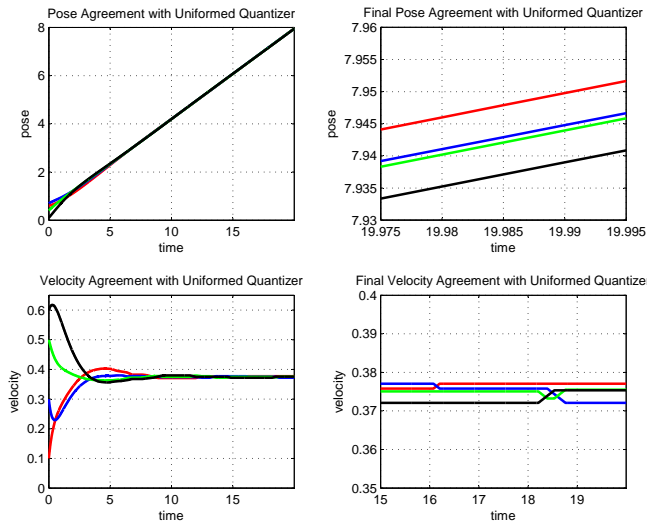 Pose Agreement with Uniformed Quantizer
8
6
4
2
0
pose
0 5 10 15
time
Final Pose Agreement with Uniformed Quantizer
7.96
7.955
7.95
7.945
7.94
7.935
7.93
pose
19.975 19.98 19.985 19.99 19.995
time
Velocity Agreement with Uniformed Quantizer
0.6
0.5
0.4
0.3
0.2
0.1
0
velocity
0 5 10 15
time
Final Velocity Agreement with Uniformed Quantizer
0.4
0.39
0.38
0.37
0.36
0.35
velocity
15 16 17 18 19
time